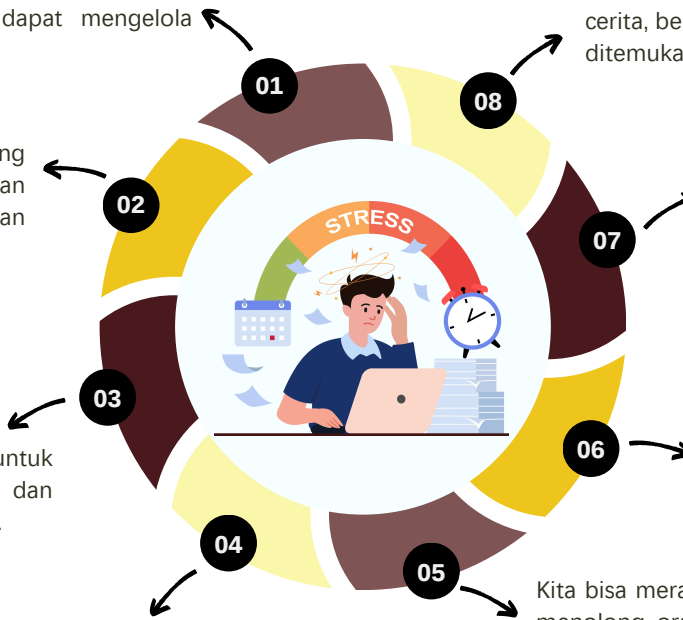 dapat mengelola
01
cerita, be
ditemuka
08
ng
an
an
02
07
STRESS
03
untuk
dan
.
06
04
05
Kita bisa mera
menolong